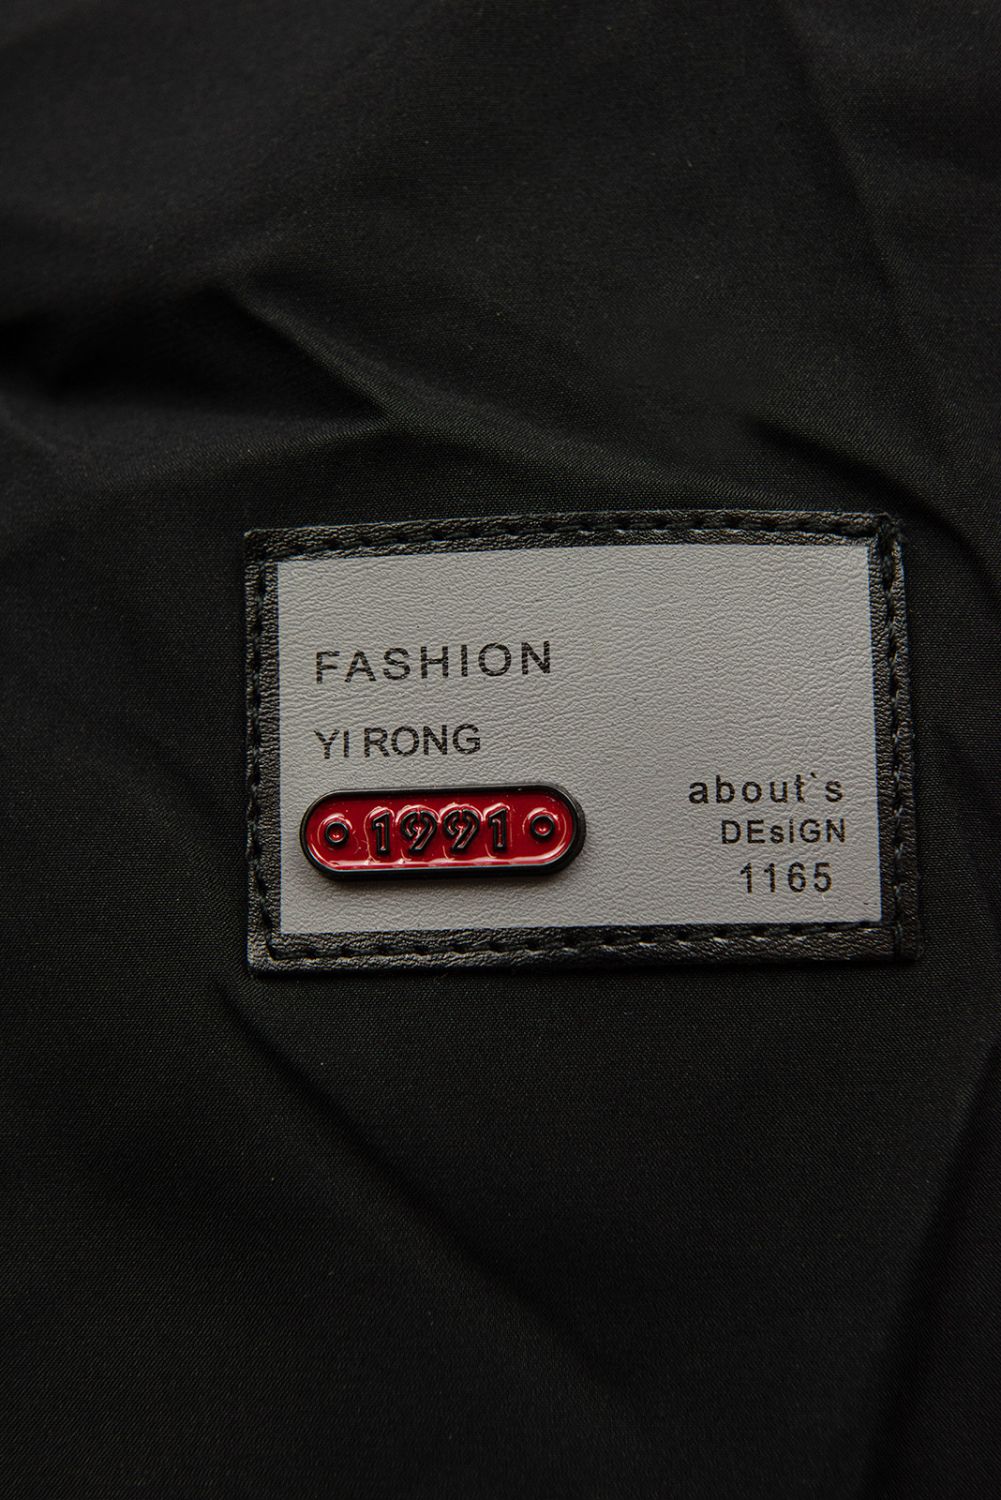 FASHION
YI RONG
1991
about`s
DEsIGN
1165